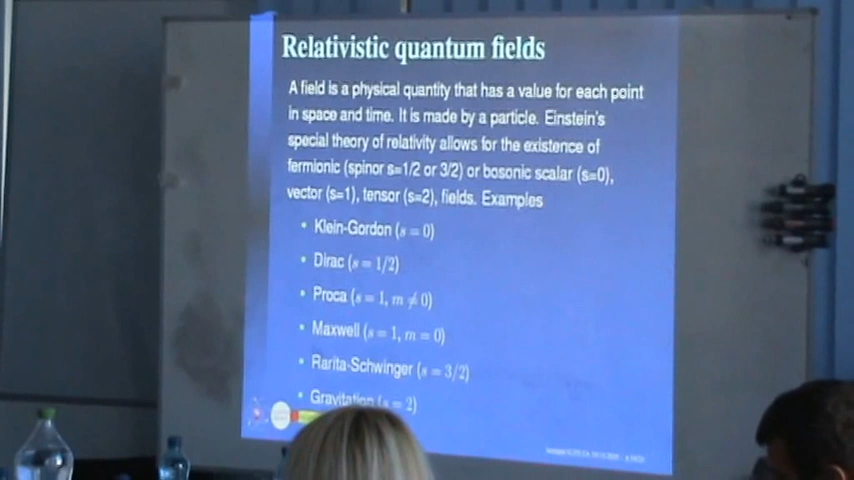 Relativistic quantum fields
A field is a physical quantity that has a value for each point
in space and time. It is made by a particle. Einstein's
special theory of relativity allows for the existence of
fermionic (spinor s=1/2 or 3/2) or bosonic scalar (s=0),
vector (s=1), tensor (s=2), fields. Examples
• Klein-Gordon (s = 0)
• Dirac (s = 1/2)
• Proca (s = 1, m ≠ 0)
• Maxwell (s = 1, m = 0)
• Rarita-Schwinger (s = 3/2)
• Gravitation (s = 2)